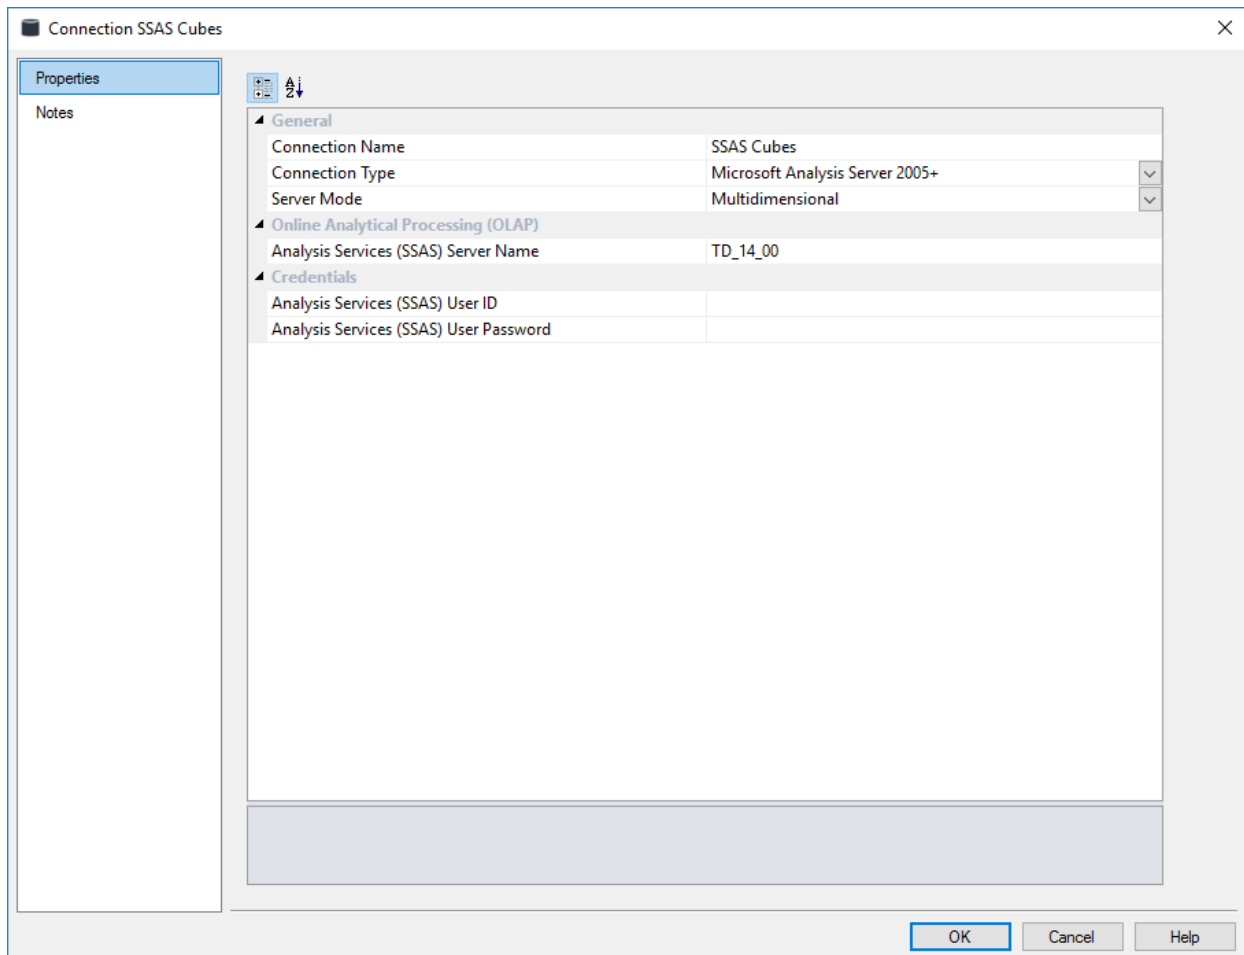 Connection SSAS Cubes
Properties
Notes
General
Connection Name SSAS Cubes
Connection Type Microsoft Analysis Server 2005+
Server Mode Multidimensional
Online Analytical Processing (OLAP)
Analysis Services (SSAS) Server Name TD_14_00
Credentials
Analysis Services (SSAS) User ID
Analysis Services (SSAS) User Password
OK Cancel Help